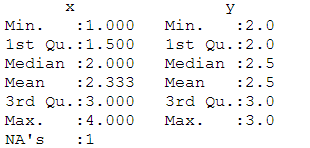 x               y
Min.   :1.000   Min.   :2.0
1st Qu.:1.500   1st Qu.:2.0
Median :2.000   Median :2.5
Mean   :2.333   Mean   :2.5
3rd Qu.:3.000   3rd Qu.:3.0
Max.   :4.000   Max.   :3.0
NA's   :1